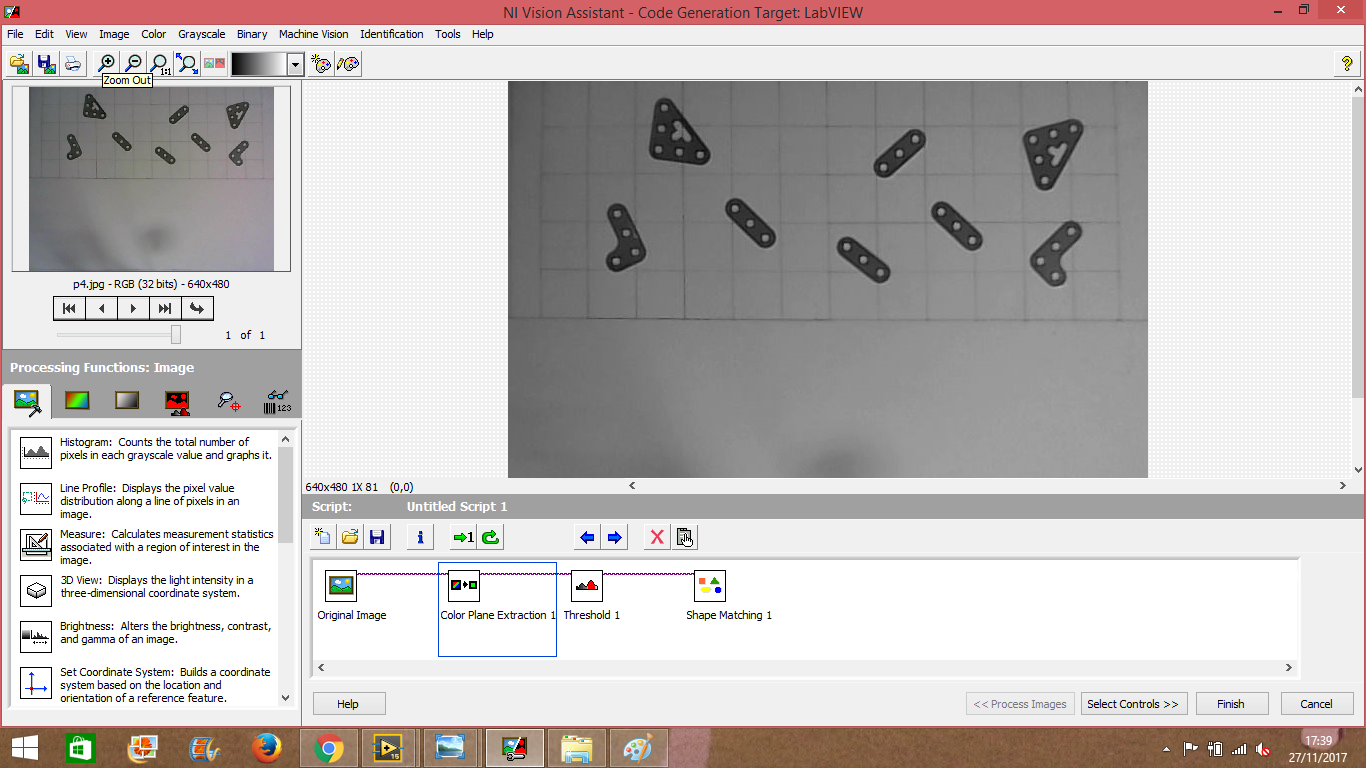 NI Vision Assistant - Code Generation Target: LabVIEW
File Edit View Image Color Grayscale Binary Machine Vision Identification Tools Help
1:1
?
Zoom Out
p4.jpg - RGB (32 bits) - 640x480
1 of 1
Processing Functions: Image
123
Histogram: Counts the total number of
pixels in each grayscale value and graphs it.
Line Profile: Displays the pixel value
distribution along a line of pixels in an
image.
Measure: Calculates measurement statistics
associated with a region of interest in the
image.
3D View: Displays the light intensity in a
three-dimensional coordinate system.
Brightness: Alters the brightness, contrast,
and gamma of an image.
Set Coordinate System: Builds a coordinate
system based on the location and
orientation of a reference feature.
640x480 1X 81 (0,0)
Script: Untitled Script 1
i
1
Original Image
Color Plane Extraction 1
Threshold 1
Shape Matching 1
Help
<< Process Images
Select Controls >>
Finish
Cancel
15
17:39
27/11/2017